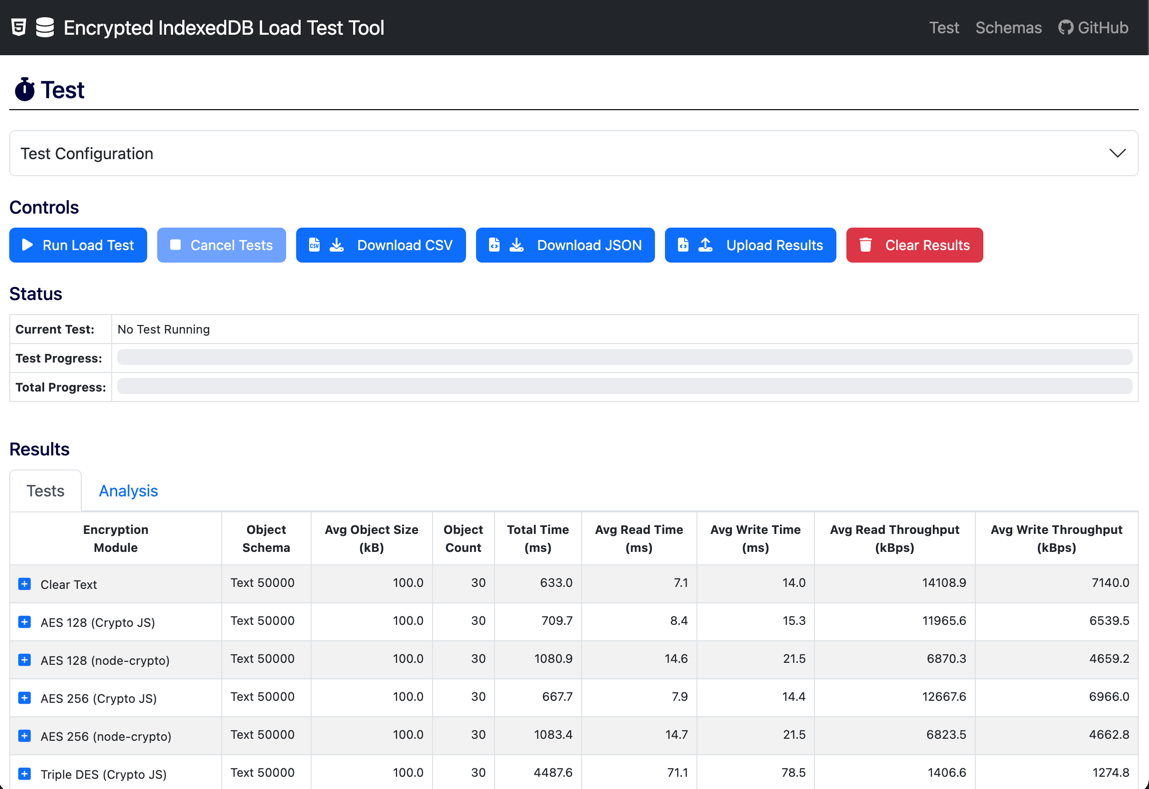 Encrypted IndexedDB Load Test Tool Test Schemas GitHub
Test
Test Configuration
Controls
Run Load Test Cancel Tests Download CSV Download JSON Upload Results Clear Results
Status
Current Test: No Test Running
Test Progress:
Total Progress:
Results
Tests Analysis
Encryption Module Object Schema Avg Object Size (kB) Object Count Total Time (ms) Avg Read Time (ms) Avg Write Time (ms) Avg Read Throughput (kBps) Avg Write Throughput (kBps)
Clear Text Text 50000 100.0 30 633.0 7.1 14.0 14108.9 7140.0
AES 128 (Crypto JS) Text 50000 100.0 30 709.7 8.4 15.3 11965.6 6539.5
AES 128 (node-crypto) Text 50000 100.0 30 1080.9 14.6 21.5 6870.3 4659.2
AES 256 (Crypto JS) Text 50000 100.0 30 667.7 7.9 14.4 12667.6 6966.0
AES 256 (node-crypto) Text 50000 100.0 30 1083.4 14.7 21.5 6823.5 4662.8
Triple DES (Crypto JS) Text 50000 100.0 30 4487.6 71.1 78.5 1406.6 1274.8